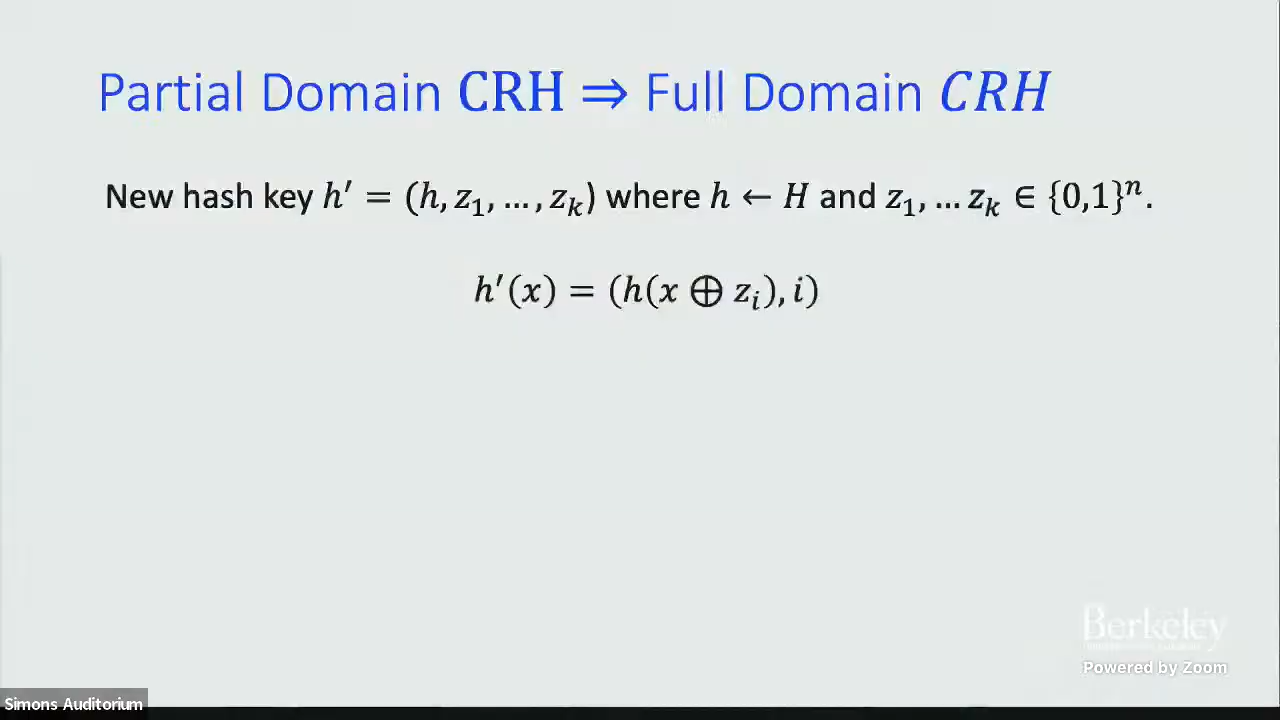 Partial Domain CRH ⇒ Full Domain CRH
New hash key h′ = (h, z₁, …, zₖ) where h ← H and z₁, … zₖ ∈ {0,1}ⁿ.
h′(x) = (h(x ⊕ zᵢ), i)
Berkeley
Powered by Zoom
Simons Auditorium